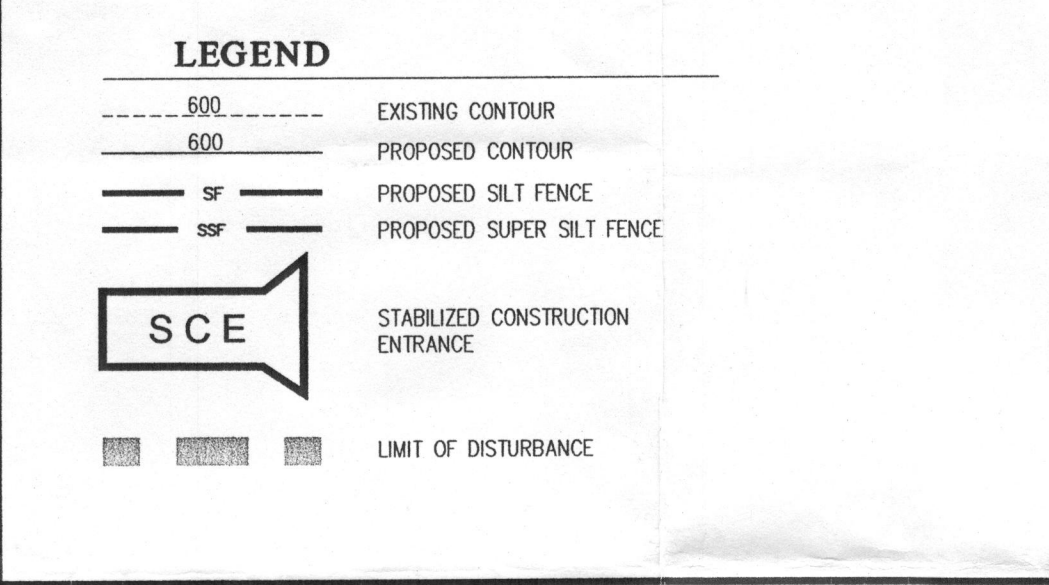 LEGEND
600
EXISTING CONTOUR
600
PROPOSED CONTOUR
SF
PROPOSED SILT FENCE
SSF
PROPOSED SUPER SILT FENCE
SCE
STABILIZED CONSTRUCTION
ENTRANCE
LIMIT OF DISTURBANCE